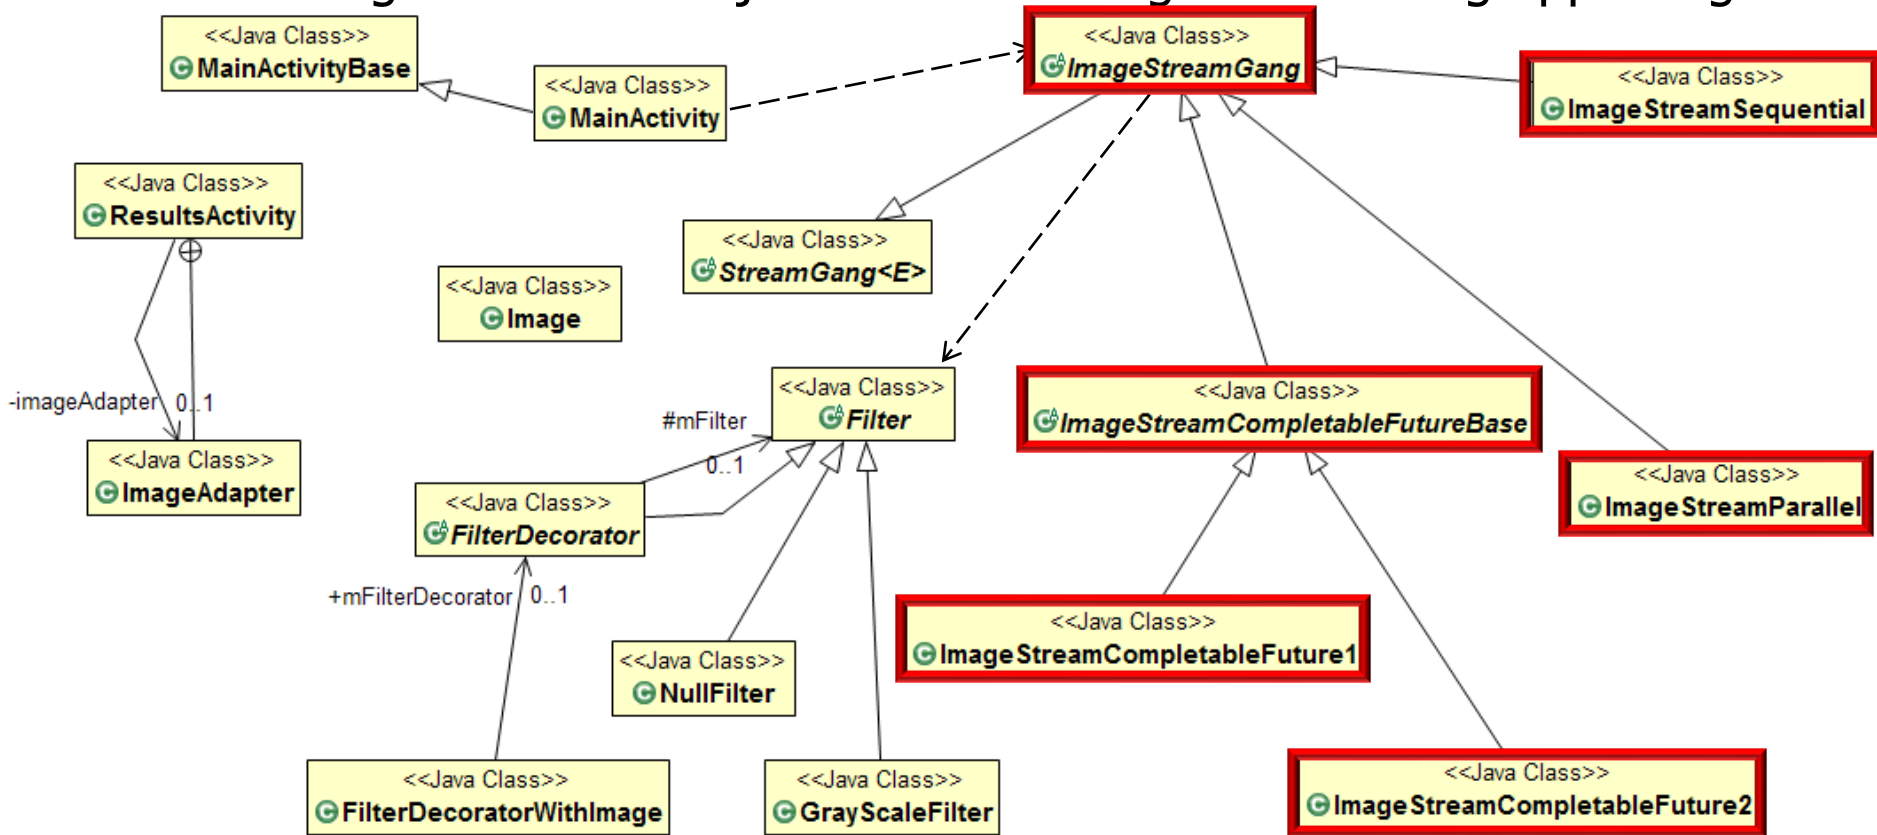 <<Java Class>>
MainActivityBase
<<Java Class>>
MainActivity
<<Java Class>>
ImageStreamGang
<<Java Class>>
ImageStreamSequential
<<Java Class>>
ResultsActivity
<<Java Class>>
StreamGang<E>
<<Java Class>>
Image
-imageAdapter
0..1
<<Java Class>>
ImageAdapter
<<Java Class>>
Filter
#mFilter
0..1
<<Java Class>>
ImageStreamCompletableFutureBase
<<Java Class>>
ImageStreamParallel
<<Java Class>>
FilterDecorator
+mFilterDecorator
0..1
<<Java Class>>
ImageStreamCompletableFuture1
<<Java Class>>
NullFilter
<<Java Class>>
FilterDecoratorWithImage
<<Java Class>>
GrayScaleFilter
<<Java Class>>
ImageStreamCompletableFuture2